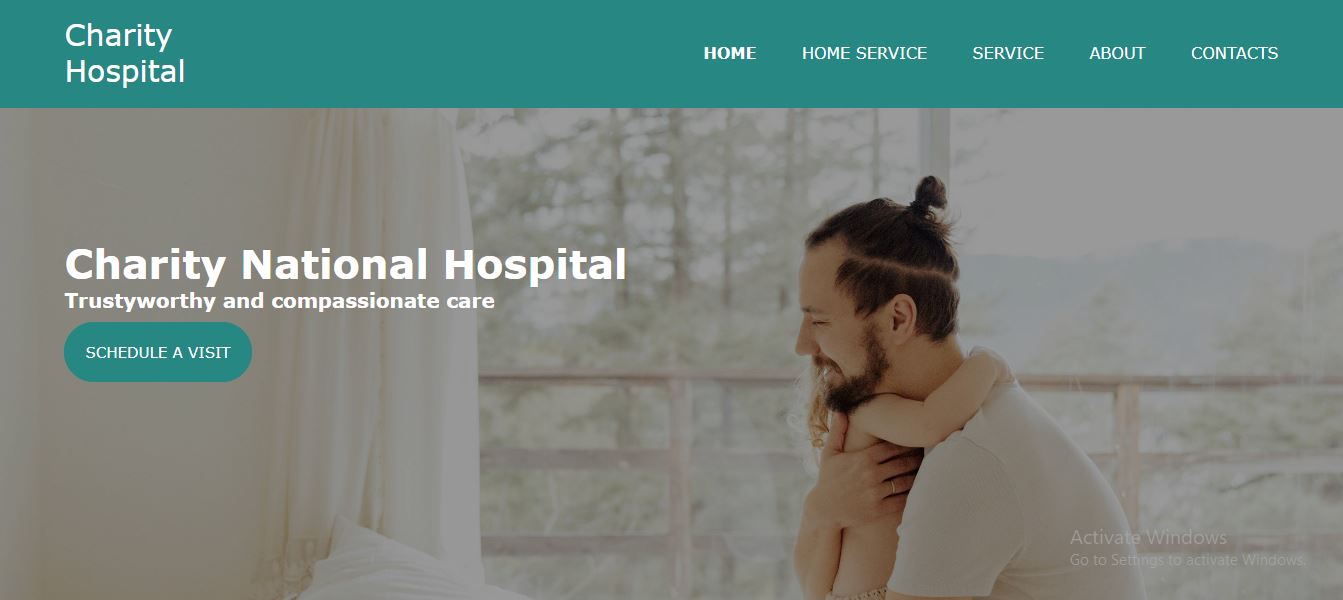 Charity
Hospital
HOME HOME SERVICE SERVICE ABOUT CONTACTS
Charity National Hospital
Trustyworthy and compassionate care
SCHEDULE A VISIT
Activate Windows
Go to Settings to activate Windows.